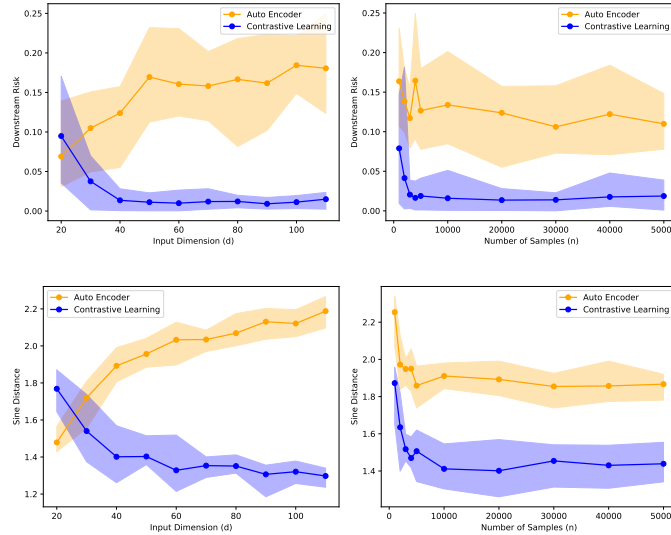 0.25
0.20
0.15
0.10
0.05
0.00
Downstream Risk
Auto Encoder
Contrastive Learning
20 40 60 80 100
Input Dimension (d)
0.25
0.20
0.15
0.10
0.05
0.00
Downstream Risk
Auto Encoder
Contrastive Learning
0 10000 20000 30000 40000 5000
Number of Samples (n)
2.2
2.0
1.8
1.6
1.4
1.2
Sine Distance
Auto Encoder
Contrastive Learning
20 40 60 80 100
Input Dimension (d)
2.2
2.0
1.8
1.6
1.4
Sine Distance
Auto Encoder
Contrastive Learning
0 10000 20000 30000 40000 5000
Number of Samples (n)